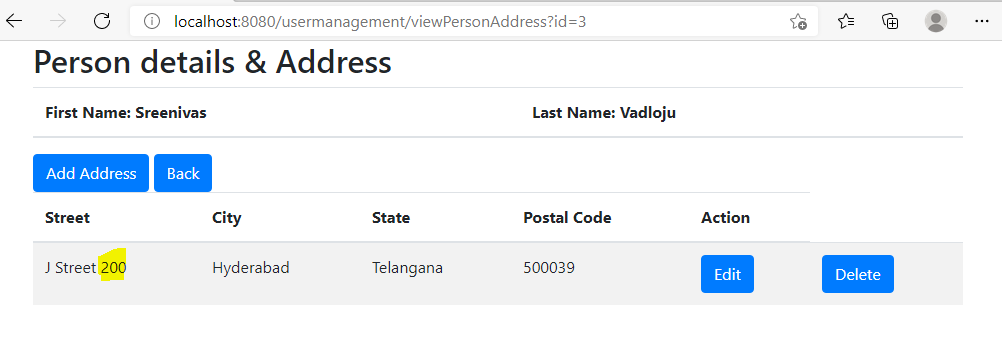 localhost:8080/usermanagement/viewPersonAddress?id=3
Person details & Address
First Name: Sreenivas Last Name: Vadloju
Add Address Back
Street City State Postal Code Action
J Street 200 Hyderabad Telangana 500039 Edit Delete